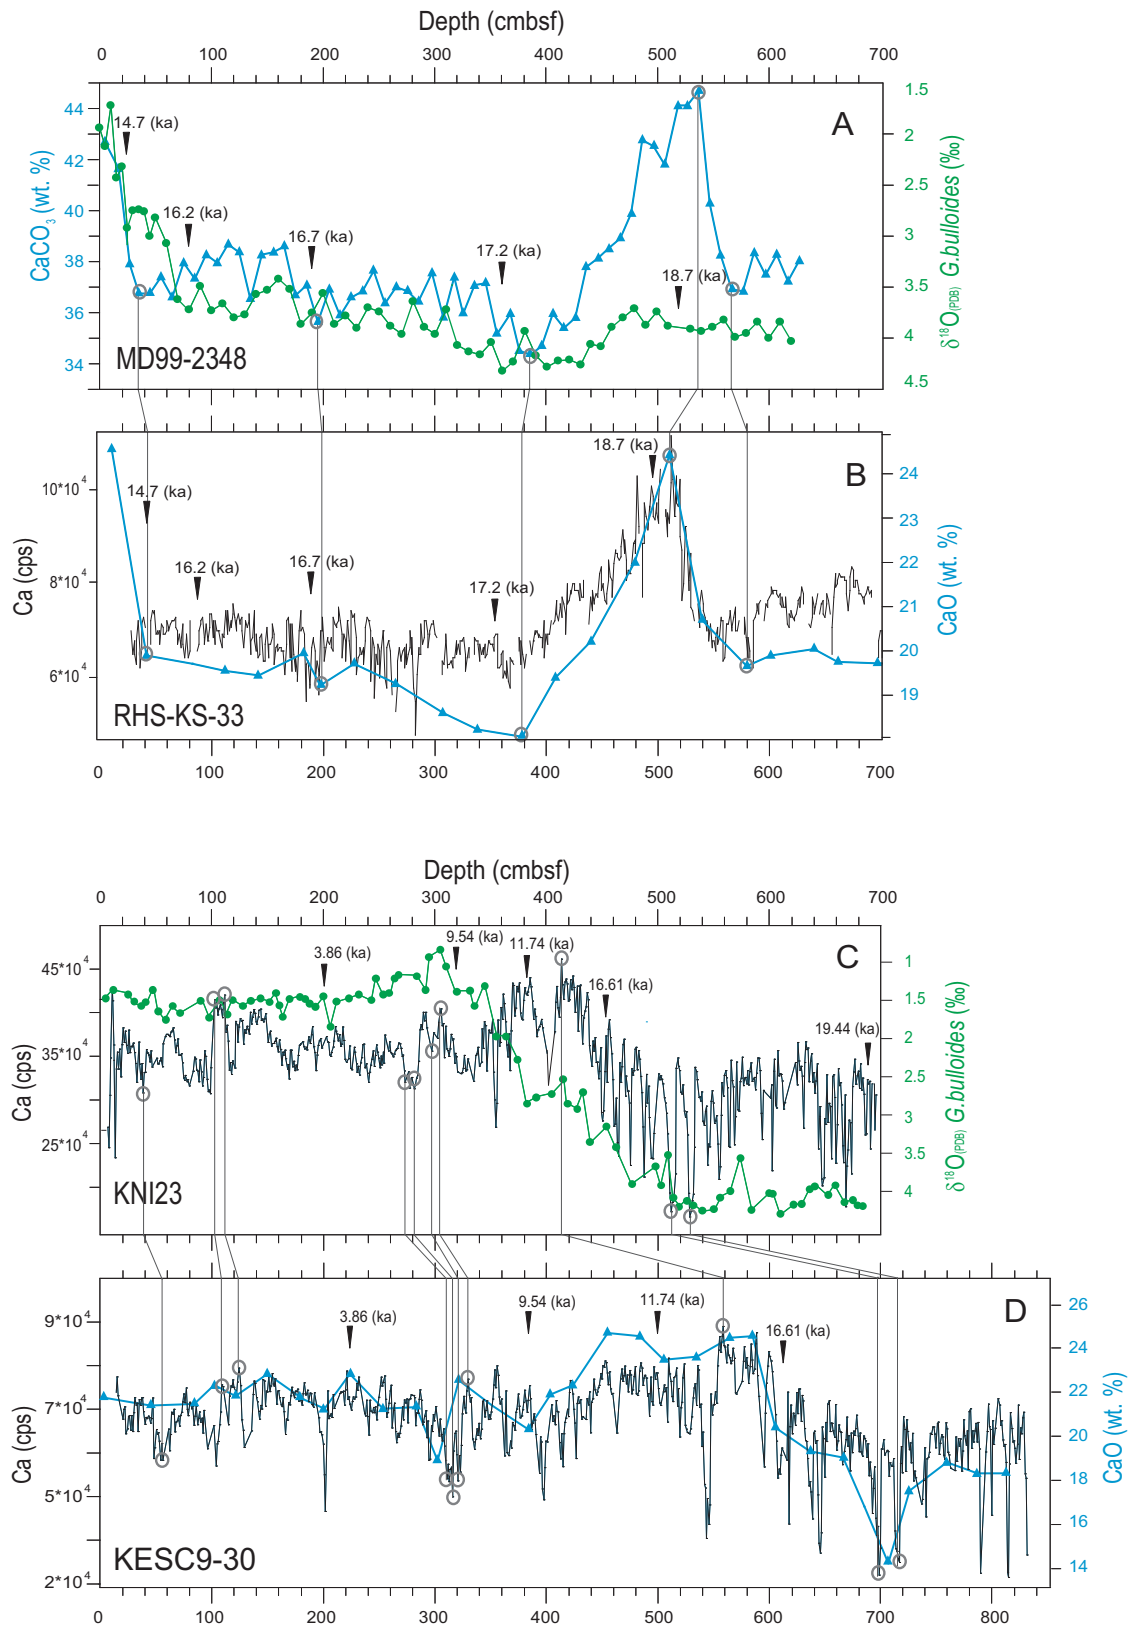 Depth (cmbsf)
0 100 200 300 400 500 600 700
A
44
42
40
38
36
34
CaCO3 (wt. %)
1.5
2
2.5
3
3.5
4
4.5
δ18O(PDB) G.bulloides (‰)
14.7 (ka)
16.2 (ka)
16.7 (ka)
17.2 (ka)
18.7 (ka)
MD99-2348
B
10*10 4
8*10 4
6*10 4
Ca (cps)
24
23
22
21
20
19
CaO (wt. %)
14.7 (ka)
16.2 (ka)
16.7 (ka)
17.2 (ka)
18.7 (ka)
RHS-KS-33
0 100 200 300 400 500 600 700
Depth (cmbsf)
0 100 200 300 400 500 600 700
C
45*10 4
35*10 4
25*10 4
Ca (cps)
1
1.5
2
2.5
3
3.5
4
δ18O(PDB) G.bulloides (‰)
3.86 (ka)
9.54 (ka)
11.74 (ka)
16.61 (ka)
19.44 (ka)
KNI23
D
9*10 4
7*10 4
5*10 4
2*10 4
Ca (cps)
26
24
22
20
18
16
14
CaO (wt. %)
3.86 (ka)
9.54 (ka)
11.74 (ka)
16.61 (ka)
KESC9-30
0 100 200 300 400 500 600 700 800